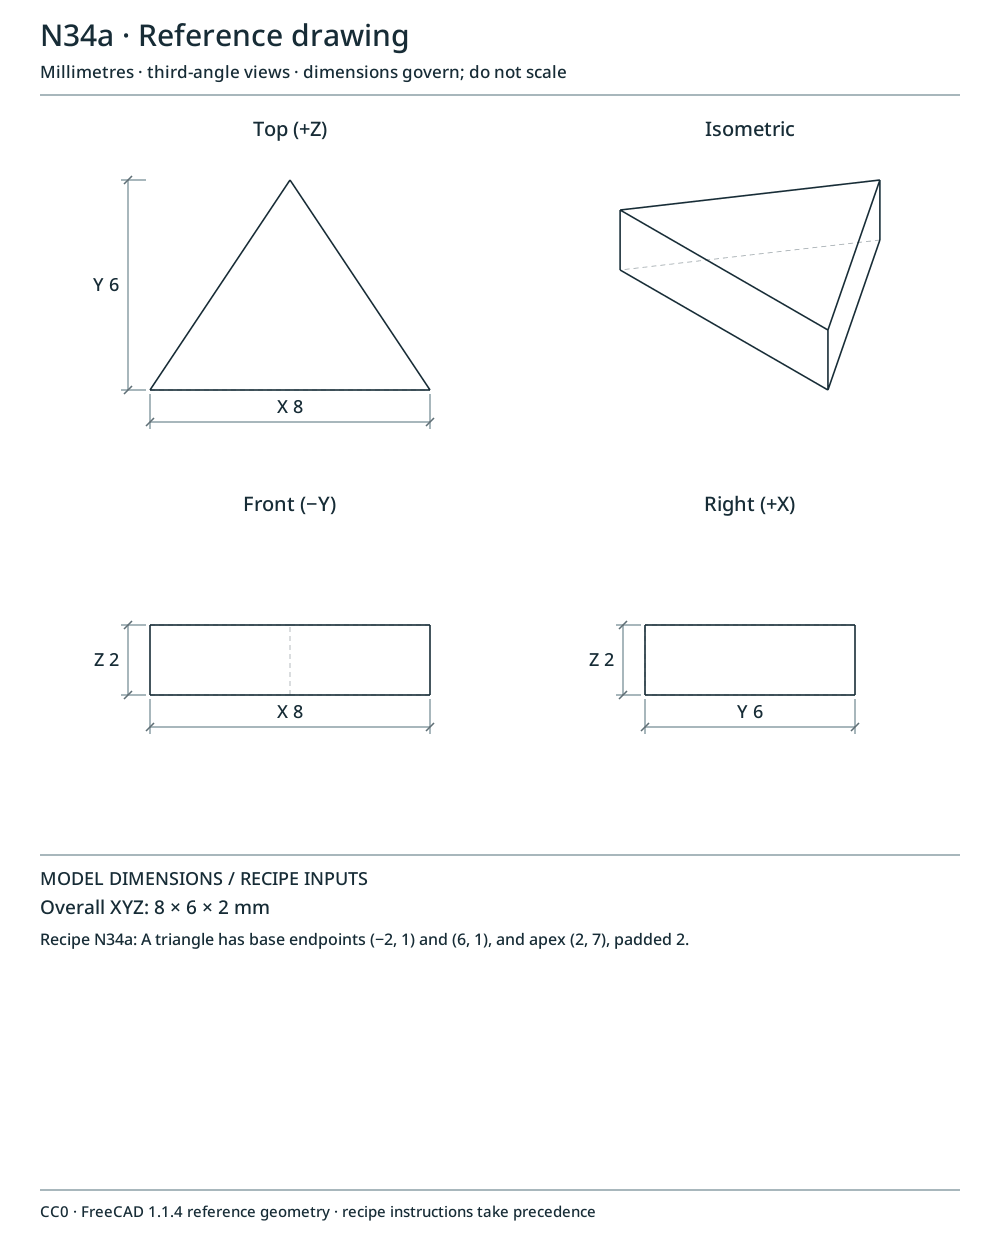 N34a · Reference drawing
Millimetres · third-angle views · dimensions govern; do not scale
Top (+Z)
Isometric
Y 6
X 8
Front (−Y)
Right (+X)
Z 2
Z 2
X 8
Y 6
MODEL DIMENSIONS / RECIPE INPUTS
Overall XYZ: 8 × 6 × 2 mm
Recipe N34a: A triangle has base endpoints (−2, 1) and (6, 1), and apex (2, 7), padded 2.
CC0 · FreeCAD 1.1.4 reference geometry · recipe instructions take precedence